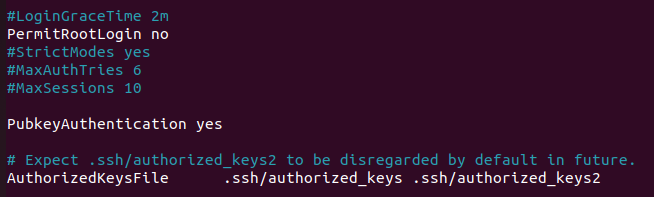 #LoginGraceTime 2m
PermitRootLogin no
#StrictModes yes
#MaxAuthTries 6
#MaxSessions 10
PubkeyAuthentication yes
# Expect .ssh/authorized_keys2 to be disregarded by default in future.
AuthorizedKeysFile      .ssh/authorized_keys .ssh/authorized_keys2